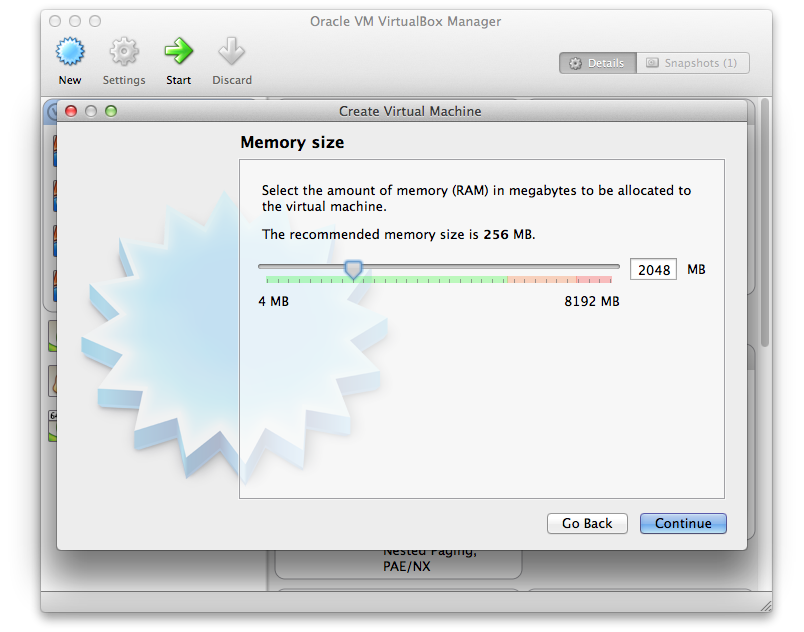 Oracle VM VirtualBox Manager
New
Settings
Start
Discard
Details
Snapshots (1)
Create Virtual Machine
Memory size
Select the amount of memory (RAM) in megabytes to be allocated to
the virtual machine.
The recommended memory size is 256 MB.
2048 MB
4 MB
8192 MB
Go Back
Continue
Nested Paging,
PAE/NX